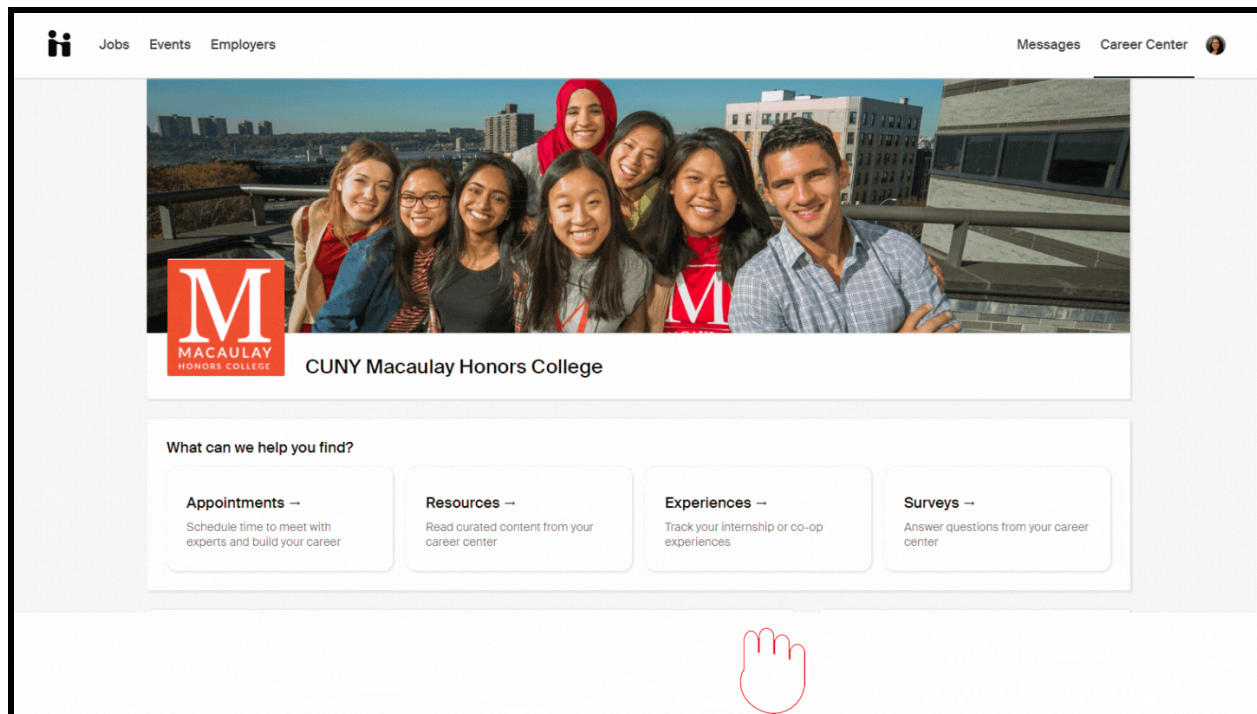 Jobs Events Employers Messages Career Center
M
M
MACAULAY
HONORS COLLEGE
CUNY Macaulay Honors College
What can we help you find?
Appointments →
Schedule time to meet with
experts and build your career
Resources →
Read curated content from your
career center
Experiences →
Track your internship or co-op
experiences
Surveys →
Answer questions from your career
center